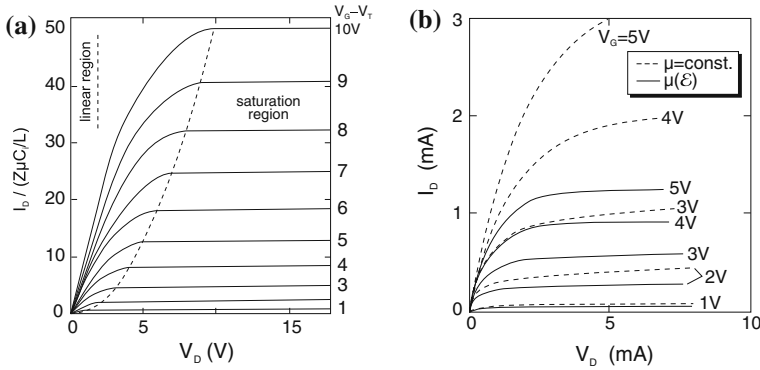 (a)
V_G–V_T
10V
9
8
7
6
5
4
3
1
50
40
30
20
10
0
I_D / (ZμC/L)
linear region
saturation
region
0
5
10
15
V_D (V)
(b)
3
2
1
0
I_D (mA)
V_G=5V
μ=const.
μ(ℰ)
4V
5V
3V
4V
3V
2V
1V
0
5
10
V_D (mA)